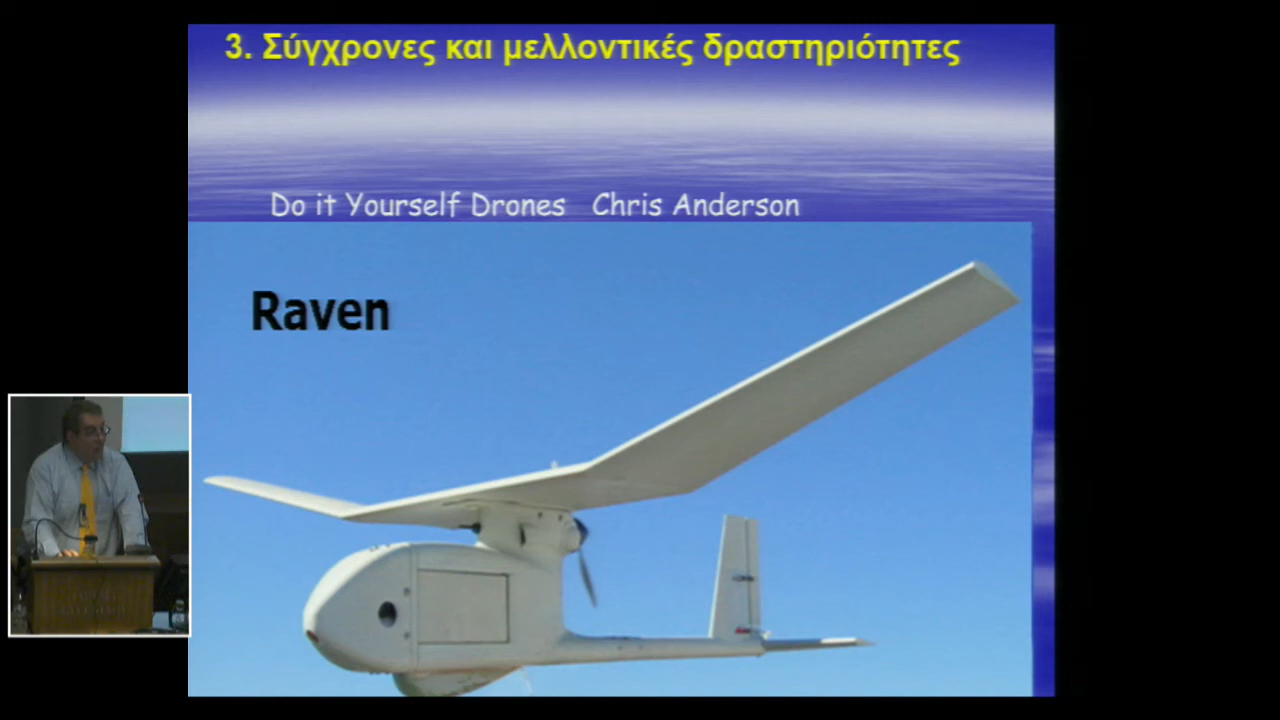 3. Σύγχρονες και μελλοντικές δραστηριότητες
Do it Yourself Drones Chris Anderson
Raven